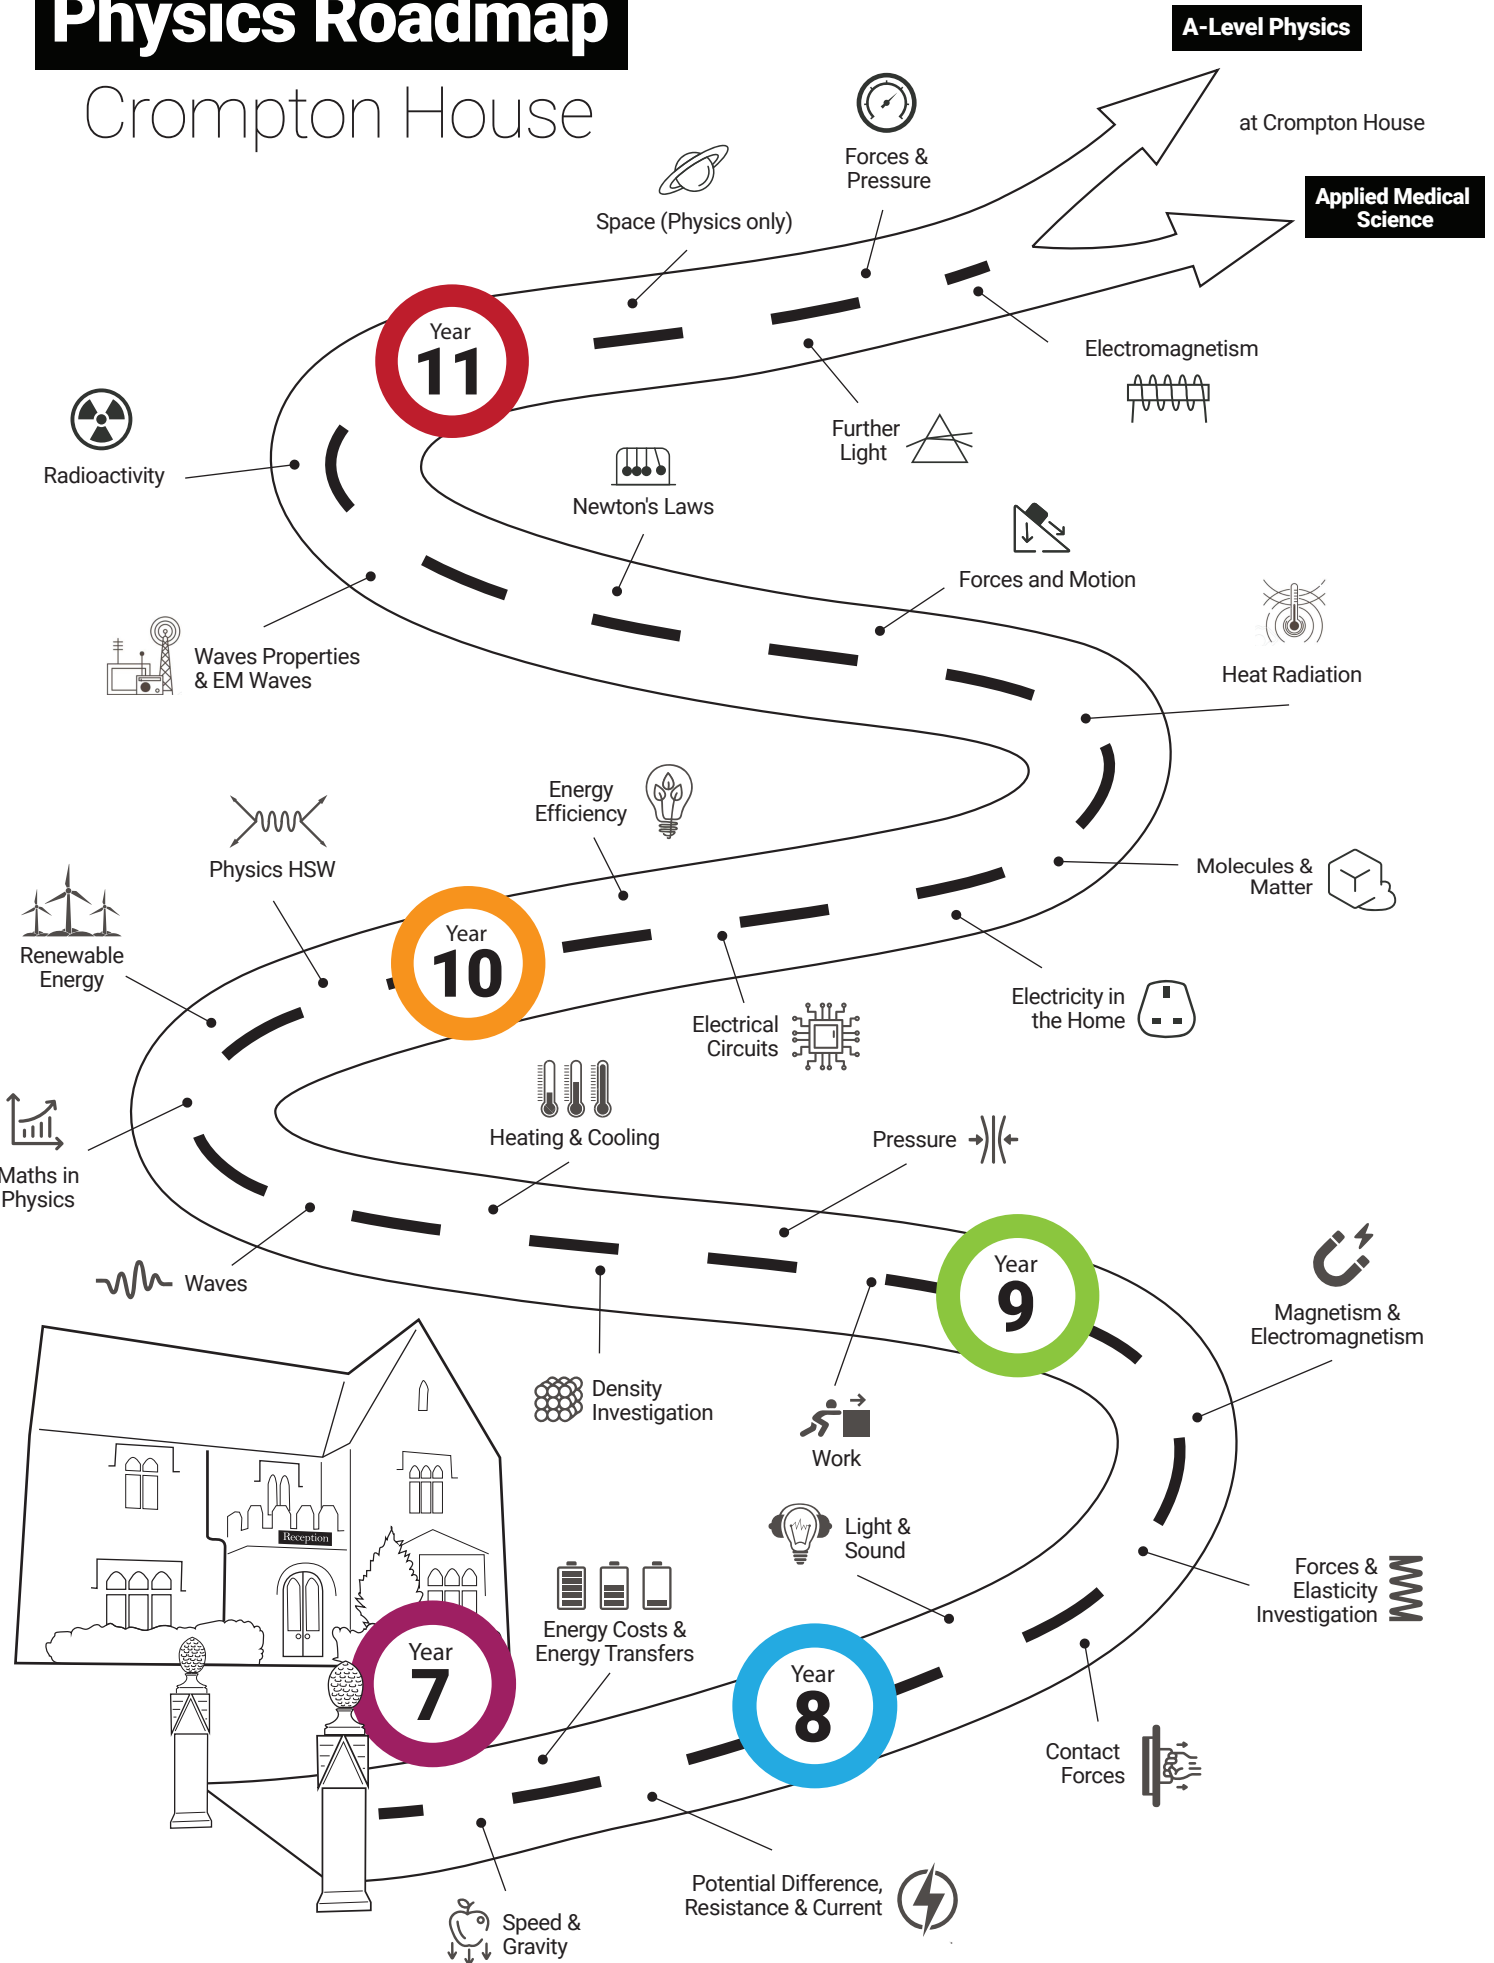 Physics Roadmap
Crompton House
A-Level Physics
at Crompton House
Applied Medical
Science
Forces &
Pressure
Space (Physics only)
Year
11
Electromagnetism
Further
Light
Radioactivity
Newton's Laws
Forces and Motion
Heat Radiation
Waves Properties
& EM Waves
Energy
Efficiency
Physics HSW
Molecules &
Matter
Renewable
Energy
Year
10
Electricity in
the Home
Electrical
Circuits
Heating & Cooling
Pressure
Maths in
Physics
Waves
Year
9
Magnetism &
Electromagnetism
Density
Investigation
Work
Light &
Sound
Reception
Forces &
Elasticity
Investigation
Energy Costs &
Energy Transfers
Year
7
Year
8
Contact
Forces
Potential Difference,
Resistance & Current
Speed &
Gravity